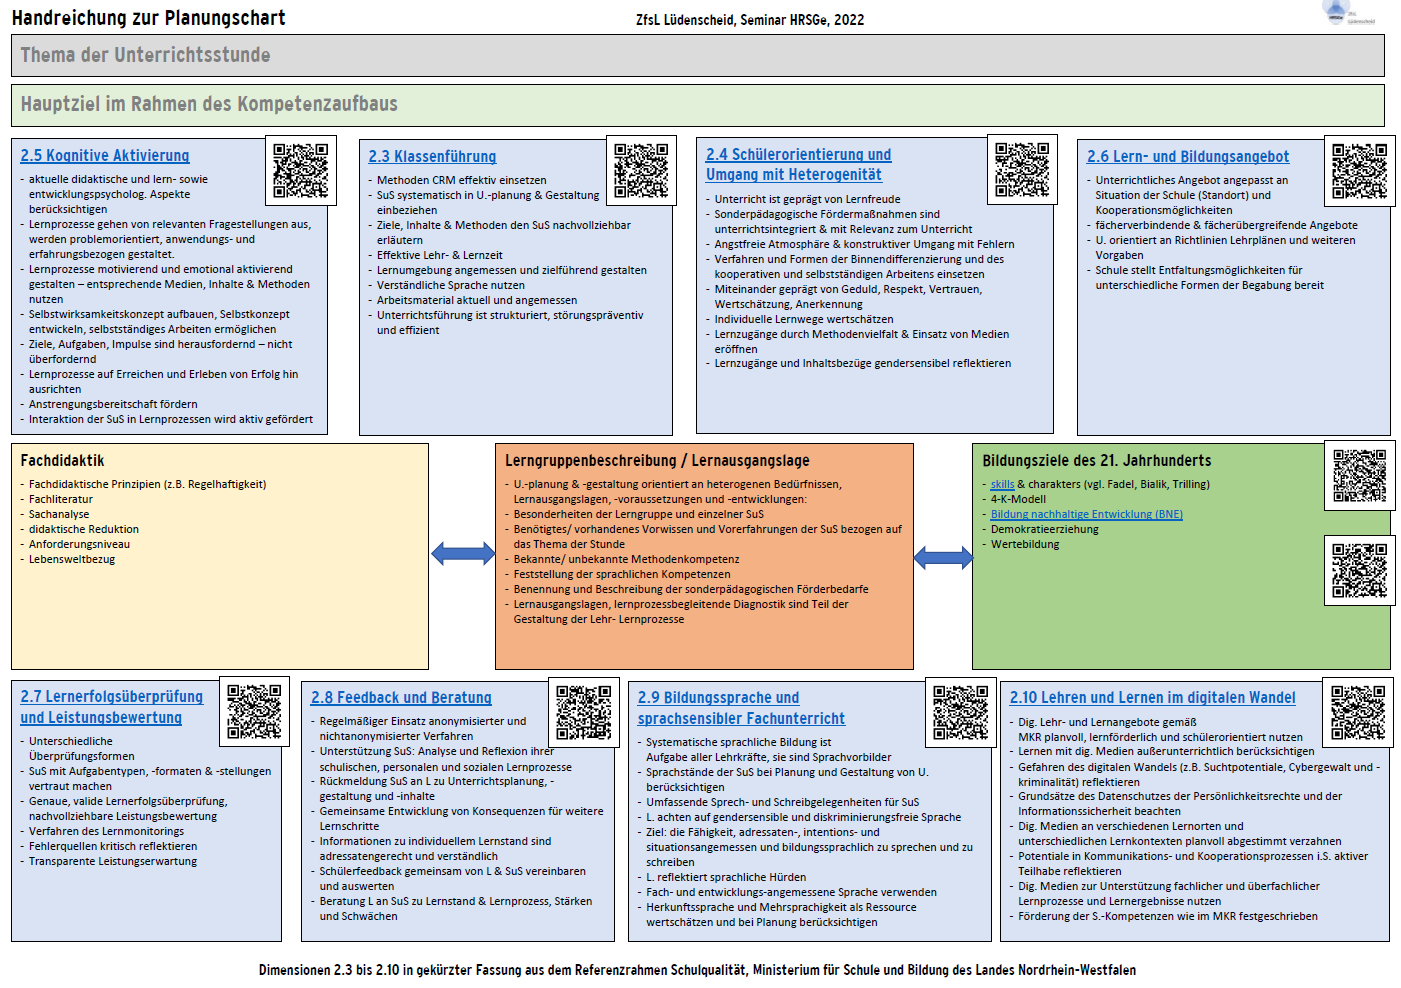 Handreichung zur Planungschart
ZfsL Lüdenscheid, Seminar HRSGe, 2022
HRSGe
ZfsL
Lüdenscheid
Thema der Unterrichtsstunde
Hauptziel im Rahmen des Kompetenzaufbaus
2.5 Kognitive Aktivierung
- aktuelle didaktische und lern- sowie
entwicklungspsycholog. Aspekte
berücksichtigen
- Lernprozesse gehen von relevanten Fragestellungen aus,
werden problemorientiert, anwendungs- und
erfahrungsbezogen gestaltet.
- Lernprozesse motivierend und emotional aktivierend
gestalten – entsprechende Medien, Inhalte & Methoden
nutzen
- Selbstwirksamkeitskonzept aufbauen, Selbstkonzept
entwickeln, selbstständiges Arbeiten ermöglichen
- Ziele, Aufgaben, Impulse sind herausfordernd – nicht
überfordernd
- Lernprozesse auf Erreichen und Erleben von Erfolg hin
ausrichten
- Anstrengungsbereitschaft fördern
- Interaktion der SuS in Lernprozessen wird aktiv gefördert
2.3 Klassenführung
- Methoden CRM effektiv einsetzen
- SuS systematisch in U.-planung & Gestaltung
einbeziehen
- Ziele, Inhalte & Methoden den SuS nachvollziehbar
erläutern
- Effektive Lehr- & Lernzeit
- Lernumgebung angemessen und zielführend gestalten
- Verständliche Sprache nutzen
- Arbeitsmaterial aktuell und angemessen
- Unterrichtsführung ist strukturiert, störungspräventiv
und effizient
2.4 Schülerorientierung und
Umgang mit Heterogenität
- Unterricht ist geprägt von Lernfreude
- Sonderpädagogische Fördermaßnahmen sind
unterrichtsintegriert & mit Relevanz zum Unterricht
- Angstfreie Atmosphäre & konstruktiver Umgang mit Fehlern
- Verfahren und Formen der Binnendifferenzierung und des
kooperativen und selbstständigen Arbeitens einsetzen
- Miteinander geprägt von Geduld, Respekt, Vertrauen,
Wertschätzung, Anerkennung
- Individuelle Lernwege wertschätzen
- Lernzugänge durch Methodenvielfalt & Einsatz von Medien
eröffnen
- Lernzugänge und Inhaltsbezüge gendersensibel reflektieren
2.6 Lern- und Bildungsangebot
- Unterrichtliches Angebot angepasst an
Situation der Schule (Standort) und
Kooperationsmöglichkeiten
- fächerverbindende & fächerübergreifende Angebote
- U. orientiert an Richtlinien Lehrplänen und weiteren
Vorgaben
- Schule stellt Entfaltungsmöglichkeiten für
unterschiedliche Formen der Begabung bereit
Fachdidaktik
- Fachdidaktische Prinzipien (z.B. Regelhaftigkeit)
- Fachliteratur
- Sachanalyse
- didaktische Reduktion
- Anforderungsniveau
- Lebensweltbezug
Lerngruppenbeschreibung / Lernausgangslage
- U.-planung & -gestaltung orientiert an heterogenen Bedürfnissen,
Lernausgangslagen, -voraussetzungen und -entwicklungen:
- Besonderheiten der Lerngruppe und einzelner SuS
- Benötigtes/ vorhandenes Vorwissen und Vorerfahrungen der SuS bezogen auf
das Thema der Stunde
- Bekannte/ unbekannte Methodenkompetenz
- Feststellung der sprachlichen Kompetenzen
- Benennung und Beschreibung der sonderpädagogischen Förderbedarfe
- Lernausgangslagen, lernprozessbegleitende Diagnostik sind Teil der
Gestaltung der Lehr- Lernprozesse
Bildungsziele des 21. Jahrhunderts
- skills & charakters (vgl. Fadel, Bialik, Trilling)
- 4-K-Modell
- Bildung nachhaltige Entwicklung (BNE)
- Demokratieerziehung
- Wertebildung
2.7 Lernerfolgsüberprüfung
und Leistungsbewertung
- Unterschiedliche
Überprüfungsformen
- SuS mit Aufgabentypen, -formaten & -stellungen
vertraut machen
- Genaue, valide Lernerfolgsüberprüfung,
nachvollziehbare Leistungsbewertung
- Verfahren des Lernmonitorings
- Fehlerquellen kritisch reflektieren
- Transparente Leistungserwartung
2.8 Feedback und Beratung
- Regelmäßiger Einsatz anonymisierter und
nichtanonymisierter Verfahren
- Unterstützung SuS: Analyse und Reflexion ihrer
schulischen, personalen und sozialen Lernprozesse
- Rückmeldung SuS an L zu Unterrichtsplanung, -
gestaltung und -inhalte
- Gemeinsame Entwicklung von Konsequenzen für weitere
Lernschritte
- Informationen zu individuellem Lernstand sind
adressatengerecht und verständlich
- Schülerfeedback gemeinsam von L & SuS vereinbaren
und auswerten
- Beratung L an SuS zu Lernstand & Lernprozess, Stärken
und Schwächen
2.9 Bildungssprache und
sprachsensibler Fachunterricht
- Systematische sprachliche Bildung ist
Aufgabe aller Lehrkräfte, sie sind Sprachvorbilder
- Sprachstände der SuS bei Planung und Gestaltung von U.
berücksichtigen
- Umfassende Sprech- und Schreibgelegenheiten für SuS
- L. achten auf gendersensible und diskriminierungsfreie Sprache
- Ziel: die Fähigkeit, adressaten-, intentions- und
situationsangemessen und bildungssprachlich zu sprechen und zu
schreiben
- L. reflektiert sprachliche Hürden
- Fach- und entwicklungs-angemessene Sprache verwenden
- Herkunftssprache und Mehrsprachigkeit als Ressource
wertschätzen und bei Planung berücksichtigen
2.10 Lehren und Lernen im digitalen Wandel
- Dig. Lehr- und Lernangebote gemäß
MKR planvoll, lernförderlich und schülerorientiert nutzen
- Lernen mit dig. Medien außerunterrichtlich berücksichtigen
- Gefahren des digitalen Wandels (z.B. Suchtpotentiale, Cybergewalt und -
kriminalität) reflektieren
- Grundsätze des Datenschutzes der Persönlichkeitsrechte und der
Informationssicherheit beachten
- Dig. Medien an verschiedenen Lernorten und
unterschiedlichen Lernkontexten planvoll abgestimmt verzahnen
- Potentiale in Kommunikations- und Kooperationsprozessen i.S. aktiver
Teilhabe reflektieren
- Dig. Medien zur Unterstützung fachlicher und überfachlicher
Lernprozesse und Lernergebnisse nutzen
- Förderung der S.-Kompetenzen wie im MKR festgeschrieben
Dimensionen 2.3 bis 2.10 in gekürzter Fassung aus dem Referenzrahmen Schulqualität, Ministerium für Schule und Bildung des Landes Nordrhein-Westfalen